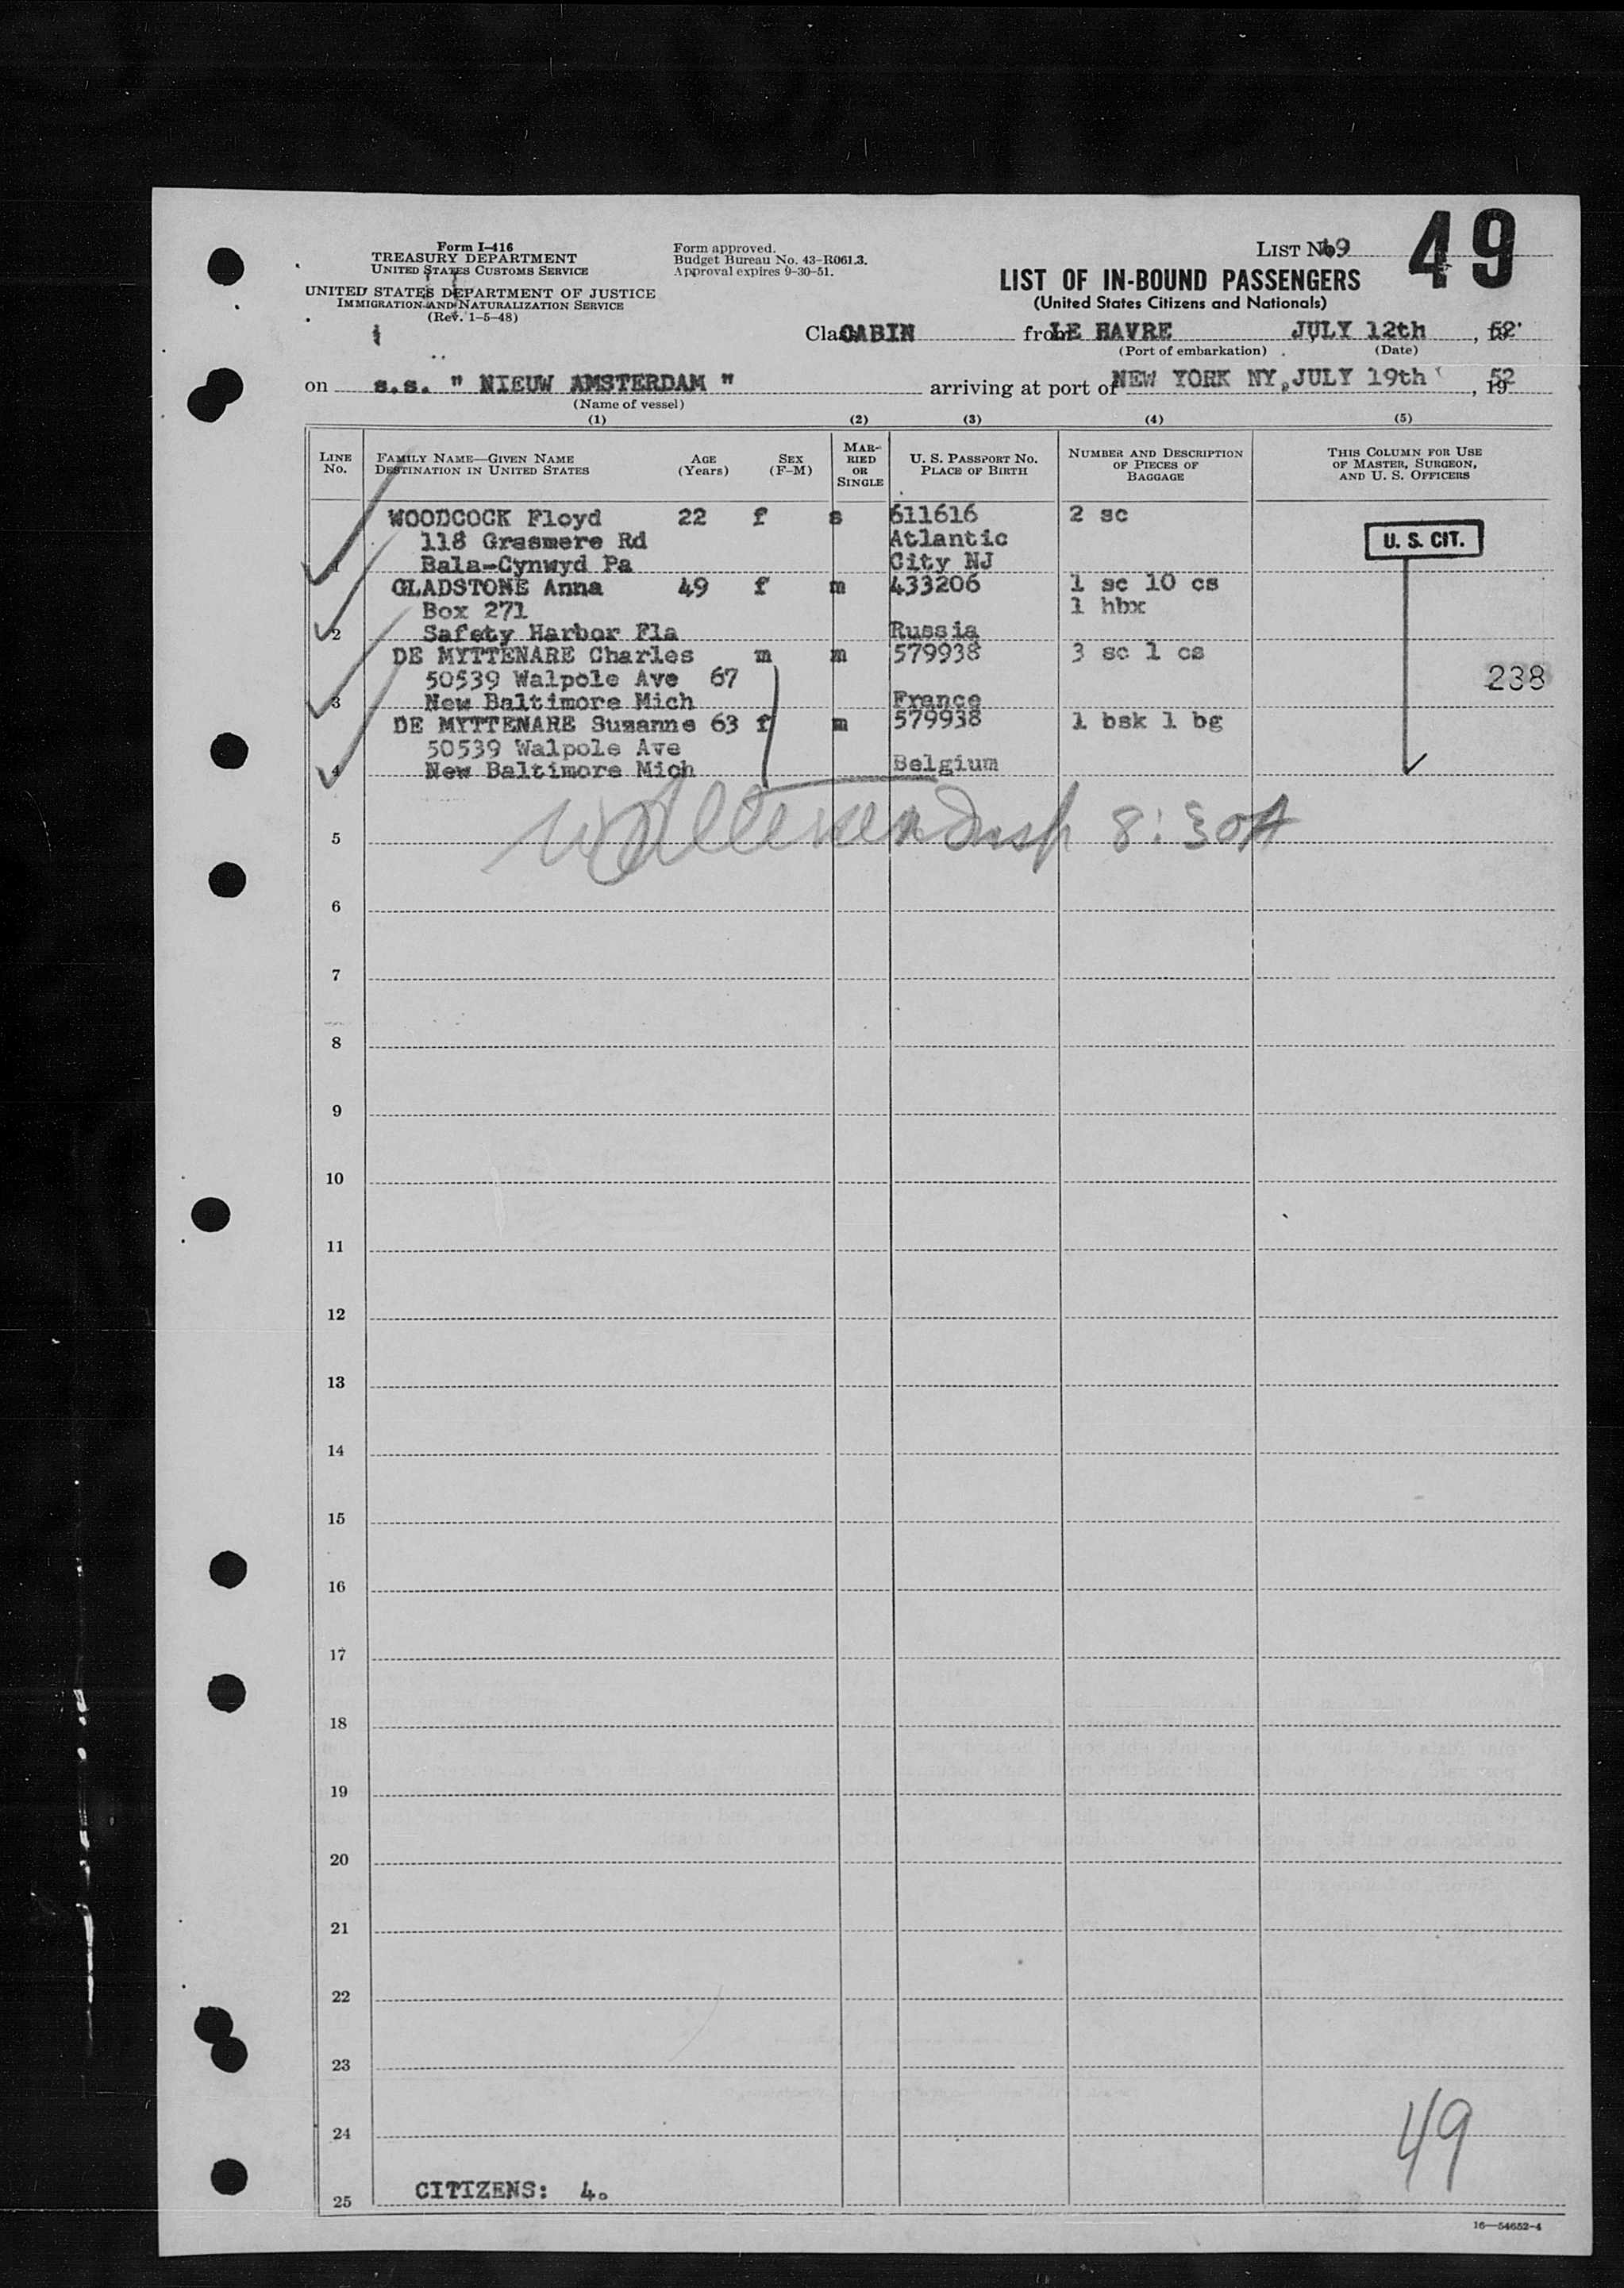 Form I-416
TREASURY DEPARTMENT
UNITED STATES CUSTOMS SERVICE
UNITED STATES DEPARTMENT OF JUSTICE
IMMIGRATION AND NATURALIZATION SERVICE
(Rev. 1-5-48)
Form approved.
Budget Bureau No. 43-R061.3.
Approval expires 9-30-51.
LIST No. 49
49
LIST OF IN-BOUND PASSENGERS
(United States Citizens and Nationals)
Class CABIN from LE HAVRE JULY 12th, 1952
(Port of embarkation) (Date)
on s.s. " NIEUW AMSTERDAM " arriving at port of NEW YORK NY, JULY 19th, 1952
(Name of vessel)
(1) (2) (3) (4) (5)
LINE No. FAMILY NAME—GIVEN NAME DESTINATION IN UNITED STATES AGE (Years) SEX (F-M) MARRIED OR SINGLE U. S. PASSPORT No. PLACE OF BIRTH NUMBER AND DESCRIPTION OF PIECES OF BAGGAGE THIS COLUMN FOR USE OF MASTER, SURGEON, AND U. S. OFFICERS
WOODCOCK Floyd 22 f s 611616 2 sc
118 Grasmere Rd Atlantic U. S. CIT.
1 Bala-Cynwyd Pa City NJ
GLADSTONE Anna 49 f m 433206 1 sc 10 cs
Box 271 1 hbx
2 Safety Harbor Fla Russia
DE MYTTENARE Charles m m 579938 3 sc 1 cs
50539 Walpole Ave 67 238
3 New Baltimore Mich France
DE MYTTENARE Suzanne 63 f m 579938 1 bsk 1 bg
50539 Walpole Ave
4 New Baltimore Mich Belgium
Insp 8:30A
5
6
7
8
9
10
11
12
13
14
15
16
17
18
19
20
21
22
23
24
49
25 CITIZENS: 4.
16—54652-4